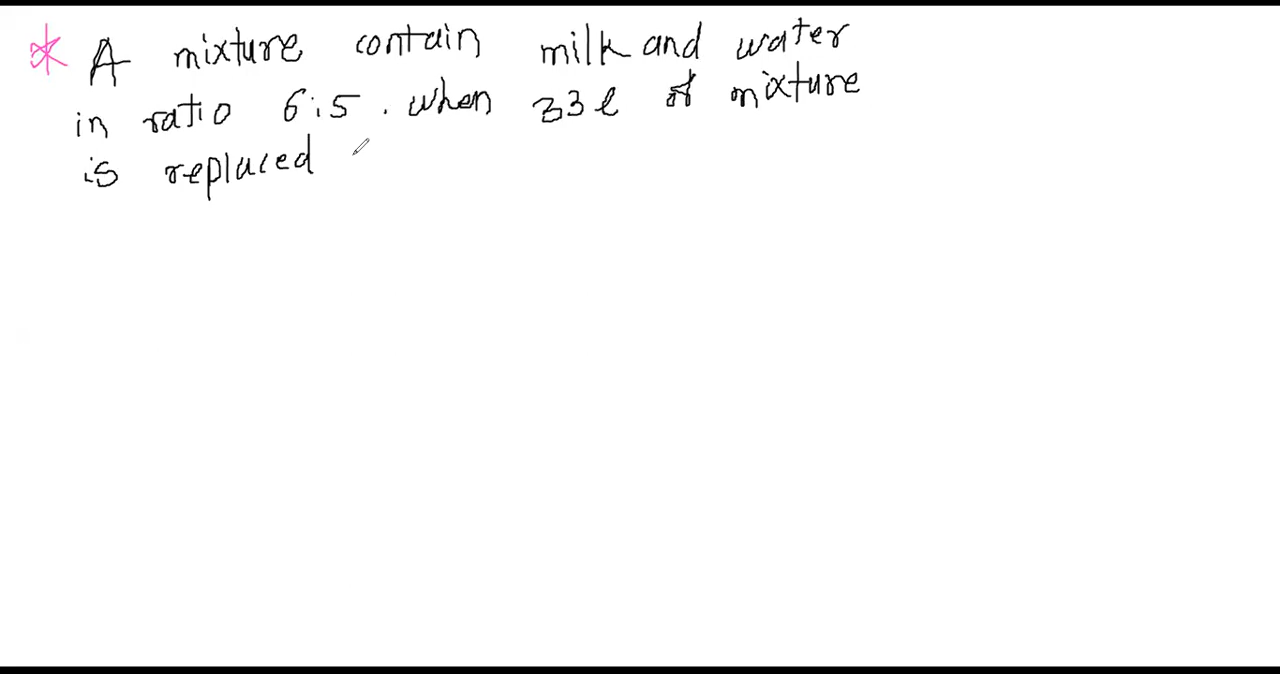 * A mixture contain milk and water
in ratio 6:5. when 33l of mixture
is replaced